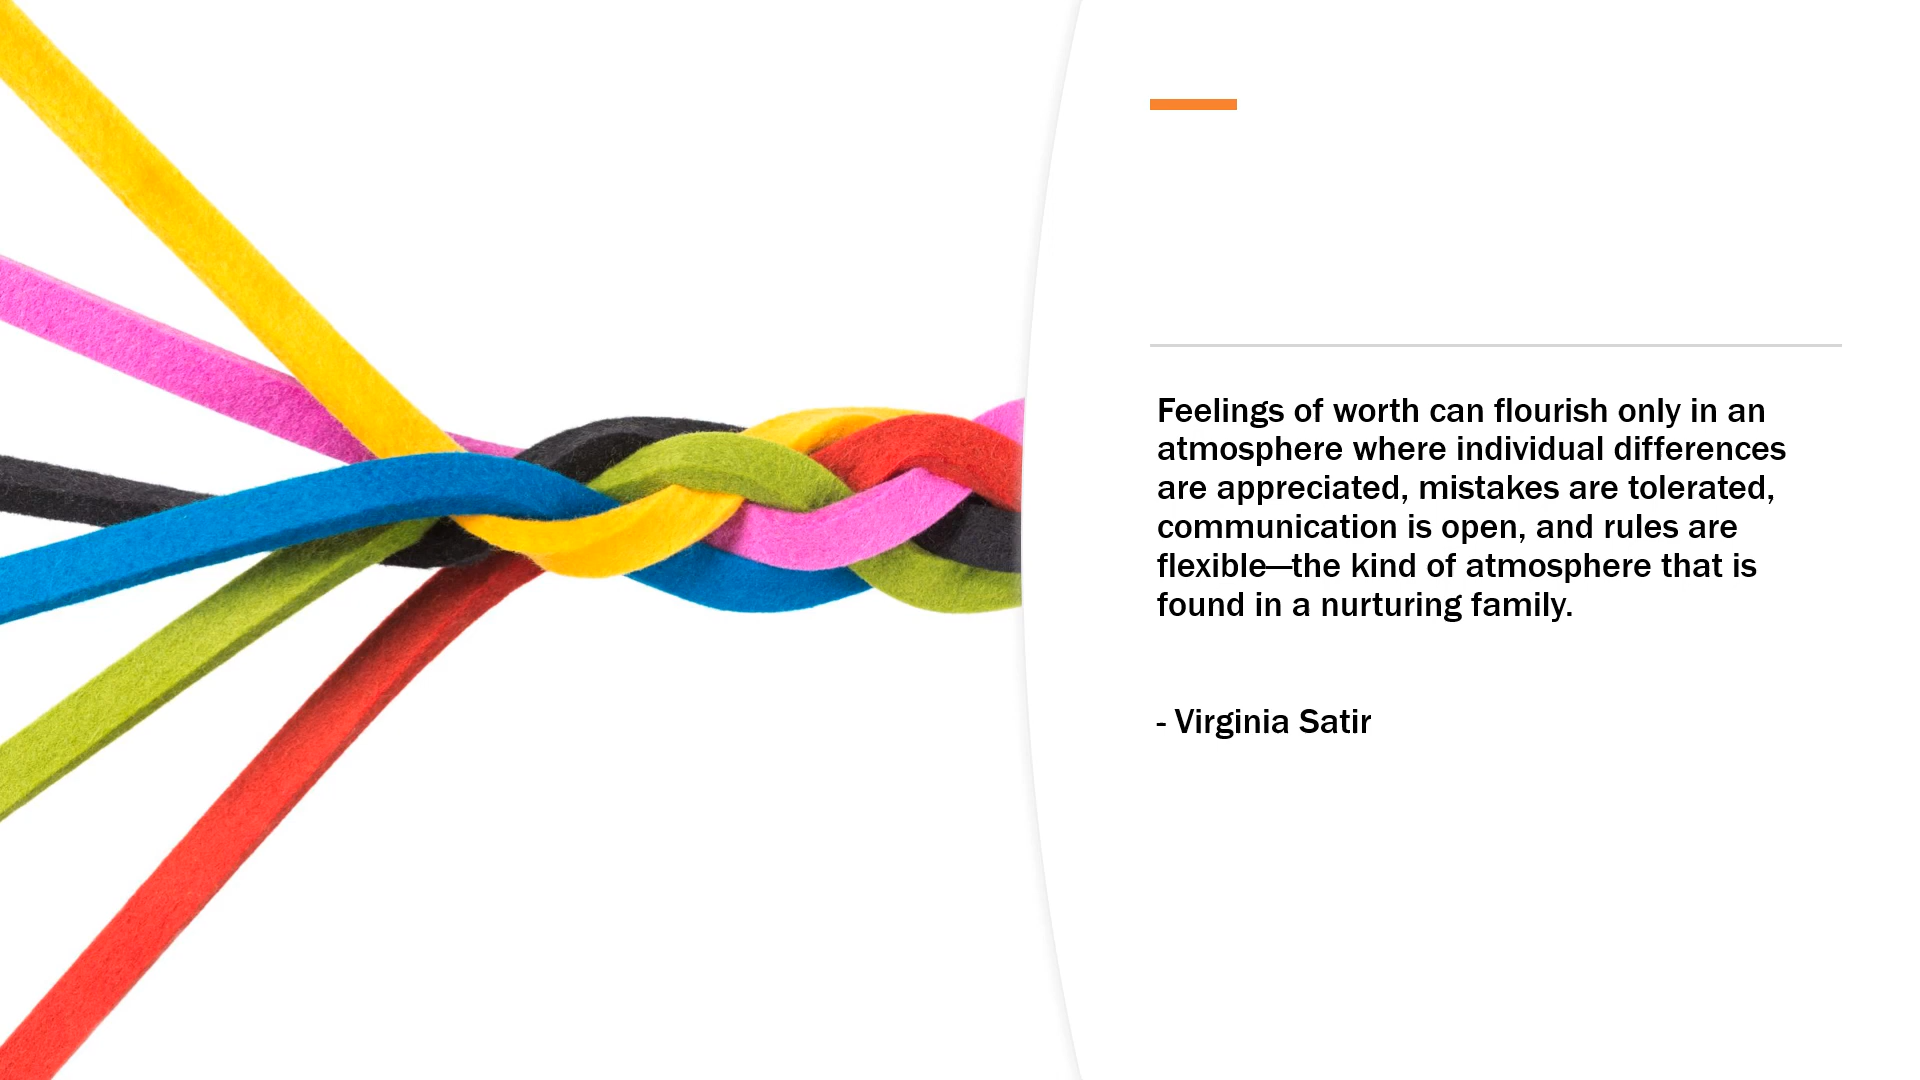 Feelings of worth can flourish only in an
atmosphere where individual differences
are appreciated, mistakes are tolerated,
communication is open, and rules are
flexible—the kind of atmosphere that is
found in a nurturing family.
- Virginia Satir